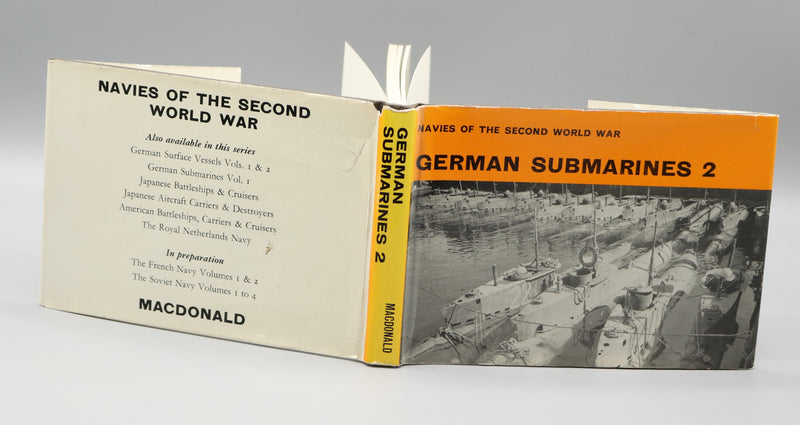 NAVIES OF THE SECOND
WORLD WAR
Also available in this series
German Surface Vessels Vols. 1 & 2
German Submarines Vol. 1
Japanese Battleships & Cruisers
Japanese Aircraft Carriers & Destroyers
American Battleships, Carriers & Cruisers
The Royal Netherlands Navy
In preparation
The French Navy Volumes 1 & 2
The Soviet Navy Volumes 1 to 4
MACDONALD
GERMAN
SUBMARINES 2
MACDONALD
NAVIES OF THE SECOND WORLD WAR
GERMAN SUBMARINES 2